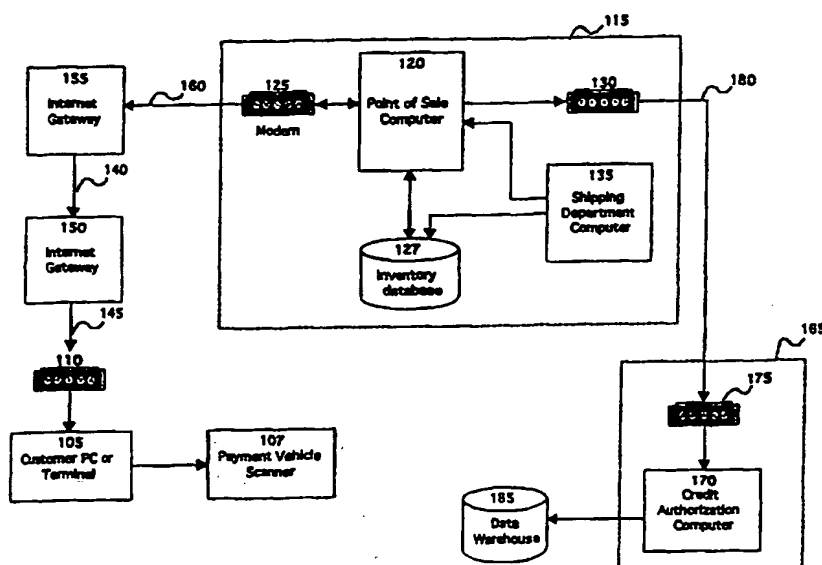 115
155
Internet
Gateway
160
125
Modem
120
Point of Sale
Computer
130
180
140
135
Shipping
Department
Computer
150
Internet
Gateway
127
Inventory
database
145
110
165
175
105
Customer PC or
Terminal
107
Payment Vehicle
Scanner
185
Data
Warehouse
170
Credit
Authorization
Computer